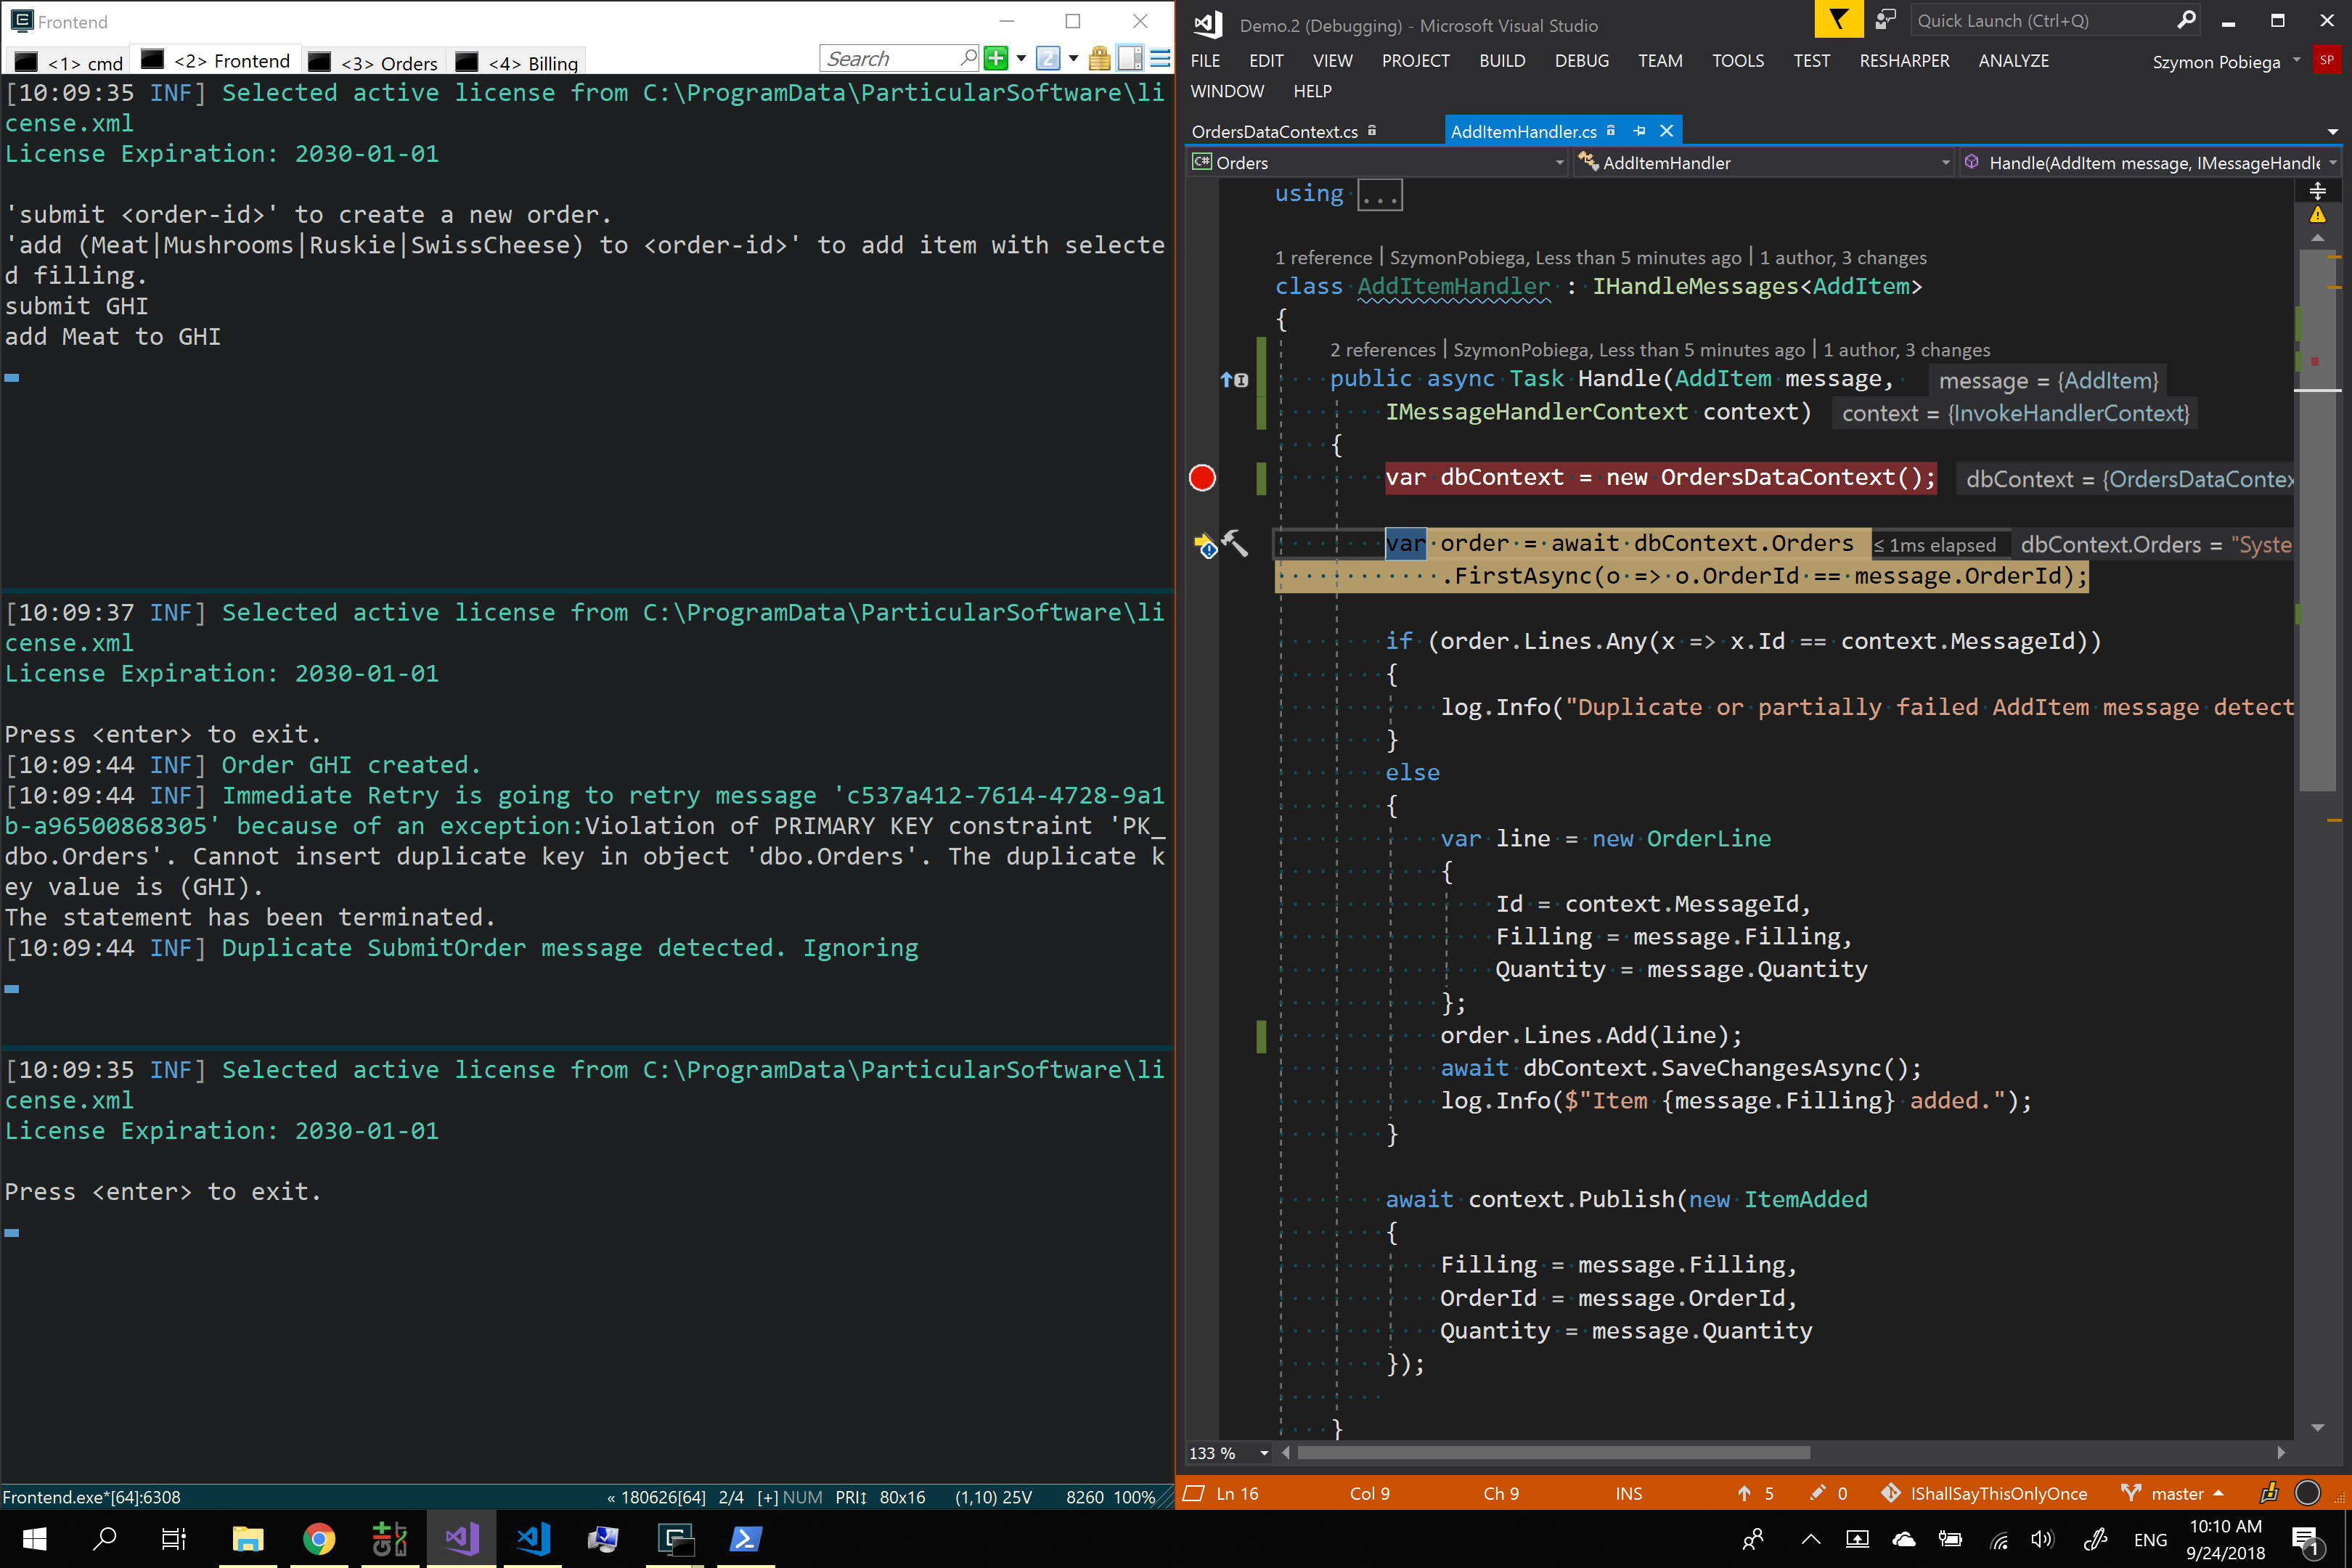 Frontend
<1> cmd
<2> Frontend
<3> Orders
<4> Billing
Search
2
[10:09:35 INF] Selected active license from C:\ProgramData\ParticularSoftware\li
cense.xml
License Expiration: 2030-01-01
'submit <order-id>' to create a new order.
'add (Meat|Mushrooms|Ruskie|SwissCheese) to <order-id>' to add item with selecte
d filling.
submit GHI
add Meat to GHI
[10:09:37 INF] Selected active license from C:\ProgramData\ParticularSoftware\li
cense.xml
License Expiration: 2030-01-01
Press <enter> to exit.
[10:09:44 INF] Order GHI created.
[10:09:44 INF] Immediate Retry is going to retry message 'c537a412-7614-4728-9a1
b-a96500868305' because of an exception:Violation of PRIMARY KEY constraint 'PK_
dbo.Orders'. Cannot insert duplicate key in object 'dbo.Orders'. The duplicate k
ey value is (GHI).
The statement has been terminated.
[10:09:44 INF] Duplicate SubmitOrder message detected. Ignoring
[10:09:35 INF] Selected active license from C:\ProgramData\ParticularSoftware\li
cense.xml
License Expiration: 2030-01-01
Press <enter> to exit.
Frontend.exe*[64]:6308 « 180626[64] 2/4 [+] NUM PRI↕ 80x16 (1,10) 25V 8260 100%
Demo.2 (Debugging) - Microsoft Visual Studio
Quick Launch (Ctrl+Q)
FILE EDIT VIEW PROJECT BUILD DEBUG TEAM TOOLS TEST RESHARPER ANALYZE
Szymon Pobiega SP
WINDOW HELP
OrdersDataContext.cs
AddItemHandler.cs
C# Orders
AddItemHandler
Handle(AddItem message, IMessageHandle
using ...
1 reference | SzymonPobiega, Less than 5 minutes ago | 1 author, 3 changes
class AddItemHandler : IHandleMessages<AddItem>
{
2 references | SzymonPobiega, Less than 5 minutes ago | 1 author, 3 changes
public async Task Handle(AddItem message, message = {AddItem}
IMessageHandlerContext context) context = {InvokeHandlerContext}
{
var dbContext = new OrdersDataContext(); dbContext = {OrdersDataContex
var order = await dbContext.Orders ≤ 1ms elapsed dbContext.Orders = "Syste
.FirstAsync(o => o.OrderId == message.OrderId);
if (order.Lines.Any(x => x.Id == context.MessageId))
{
log.Info("Duplicate or partially failed AddItem message detect
}
else
{
var line = new OrderLine
{
Id = context.MessageId,
Filling = message.Filling,
Quantity = message.Quantity
};
order.Lines.Add(line);
await dbContext.SaveChangesAsync();
log.Info($"Item {message.Filling} added.");
}
await context.Publish(new ItemAdded
{
Filling = message.Filling,
OrderId = message.OrderId,
Quantity = message.Quantity
});
}
133 %
Ln 16 Col 9 Ch 9 INS 5 0 IShallSayThisOnlyOnce master
ENG
10:10 AM
9/24/2018
1